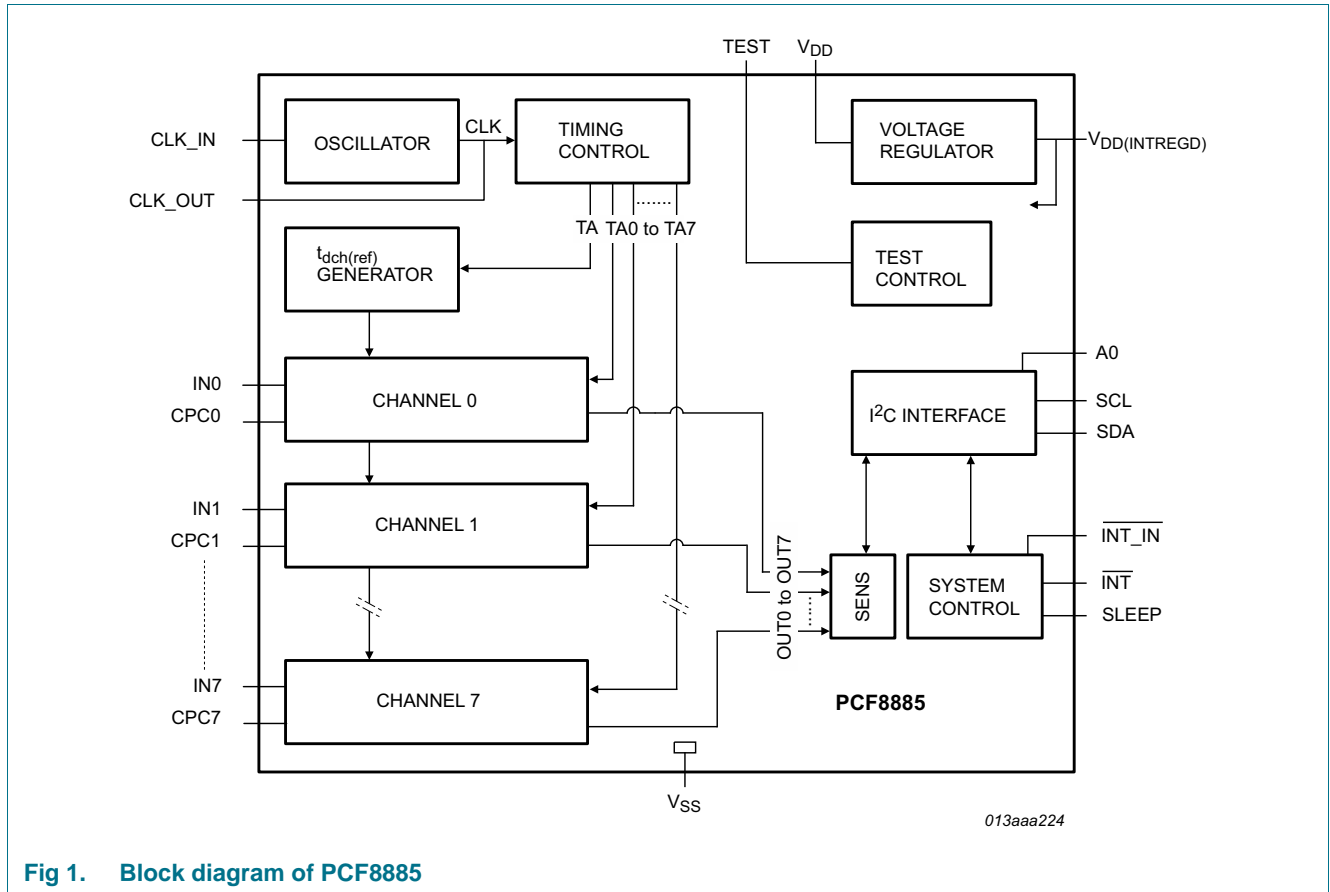 TEST
VDD
CLK_IN
OSCILLATOR
CLK
TIMING
CONTROL
VOLTAGE
REGULATOR
VDD(INTREGD)
CLK_OUT
TA
TA0 to TA7
tdch(ref)
GENERATOR
TEST
CONTROL
IN0
CPC0
CHANNEL 0
A0
SCL
SDA
I2C INTERFACE
IN1
CPC1
CHANNEL 1
OUT0 to OUT7
SENS
SYSTEM
CONTROL
INT_IN
INT
SLEEP
IN7
CPC7
CHANNEL 7
PCF8885
VSS
013aaa224
Fig 1. Block diagram of PCF8885